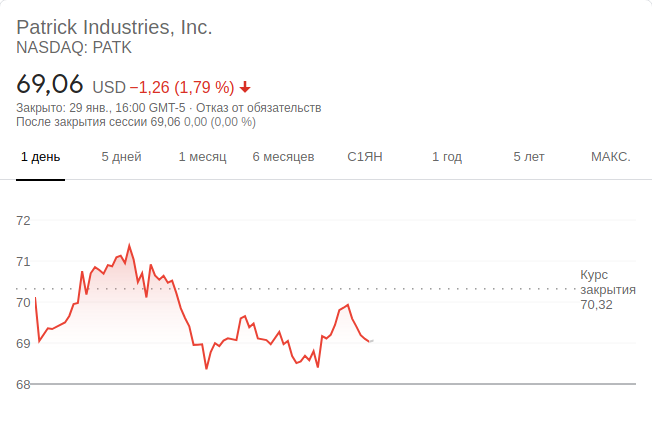 Patrick Industries, Inc.
NASDAQ: PATK
69,06 USD −1,26 (1,79 %)
Закрыто: 29 янв., 16:00 GMT-5 · Отказ от обязательств
После закрытия сессии 69,06 0,00 (0,00 %)
1 день 5 дней 1 месяц 6 месяцев С1ЯН 1 год 5 лет МАКС.
72
71
Курс
закрытия
70,32
70
69
68